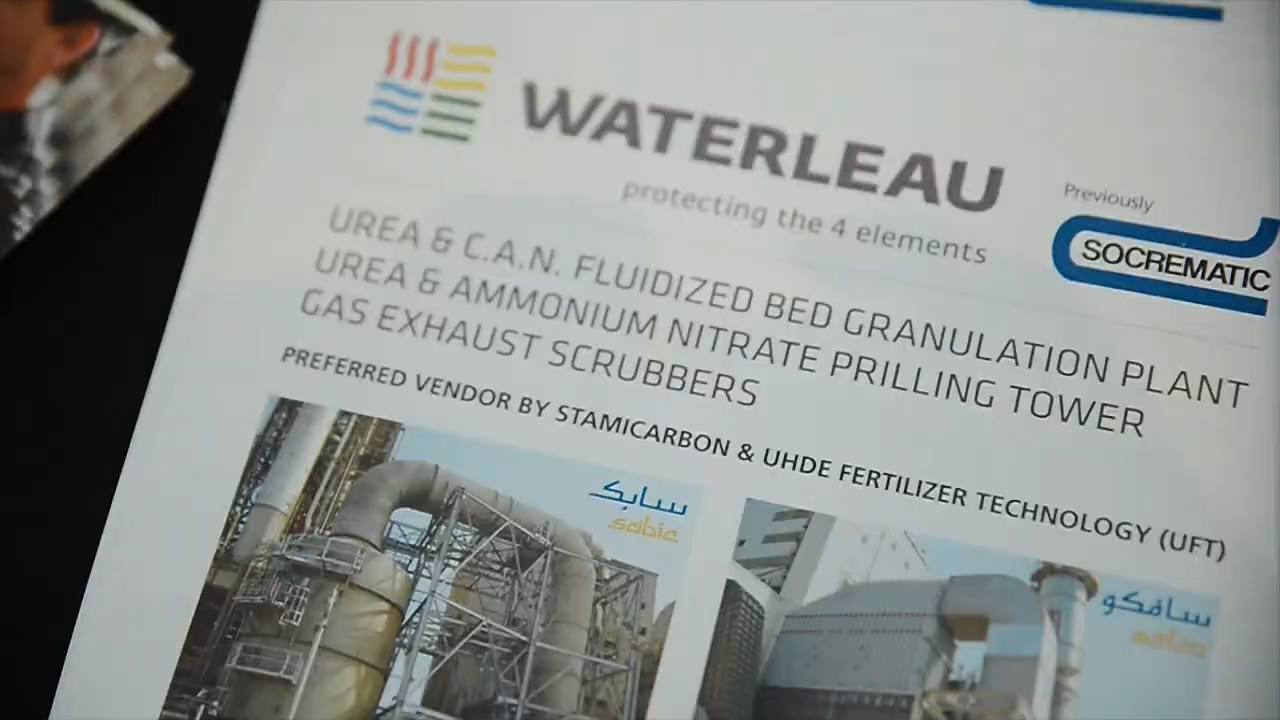 WATERLEAU
protecting the 4 elements
Previously
SOCREMATIC
UREA & C.A.N. FLUIDIZED BED GRANULATION PLANT
UREA & AMMONIUM NITRATE PRILLING TOWER
GAS EXHAUST SCRUBBERS
PREFERRED VENDOR BY STAMICARBON & UHDE FERTILIZER TECHNOLOGY (UFT)
سابك
sabic
سافكو
safco